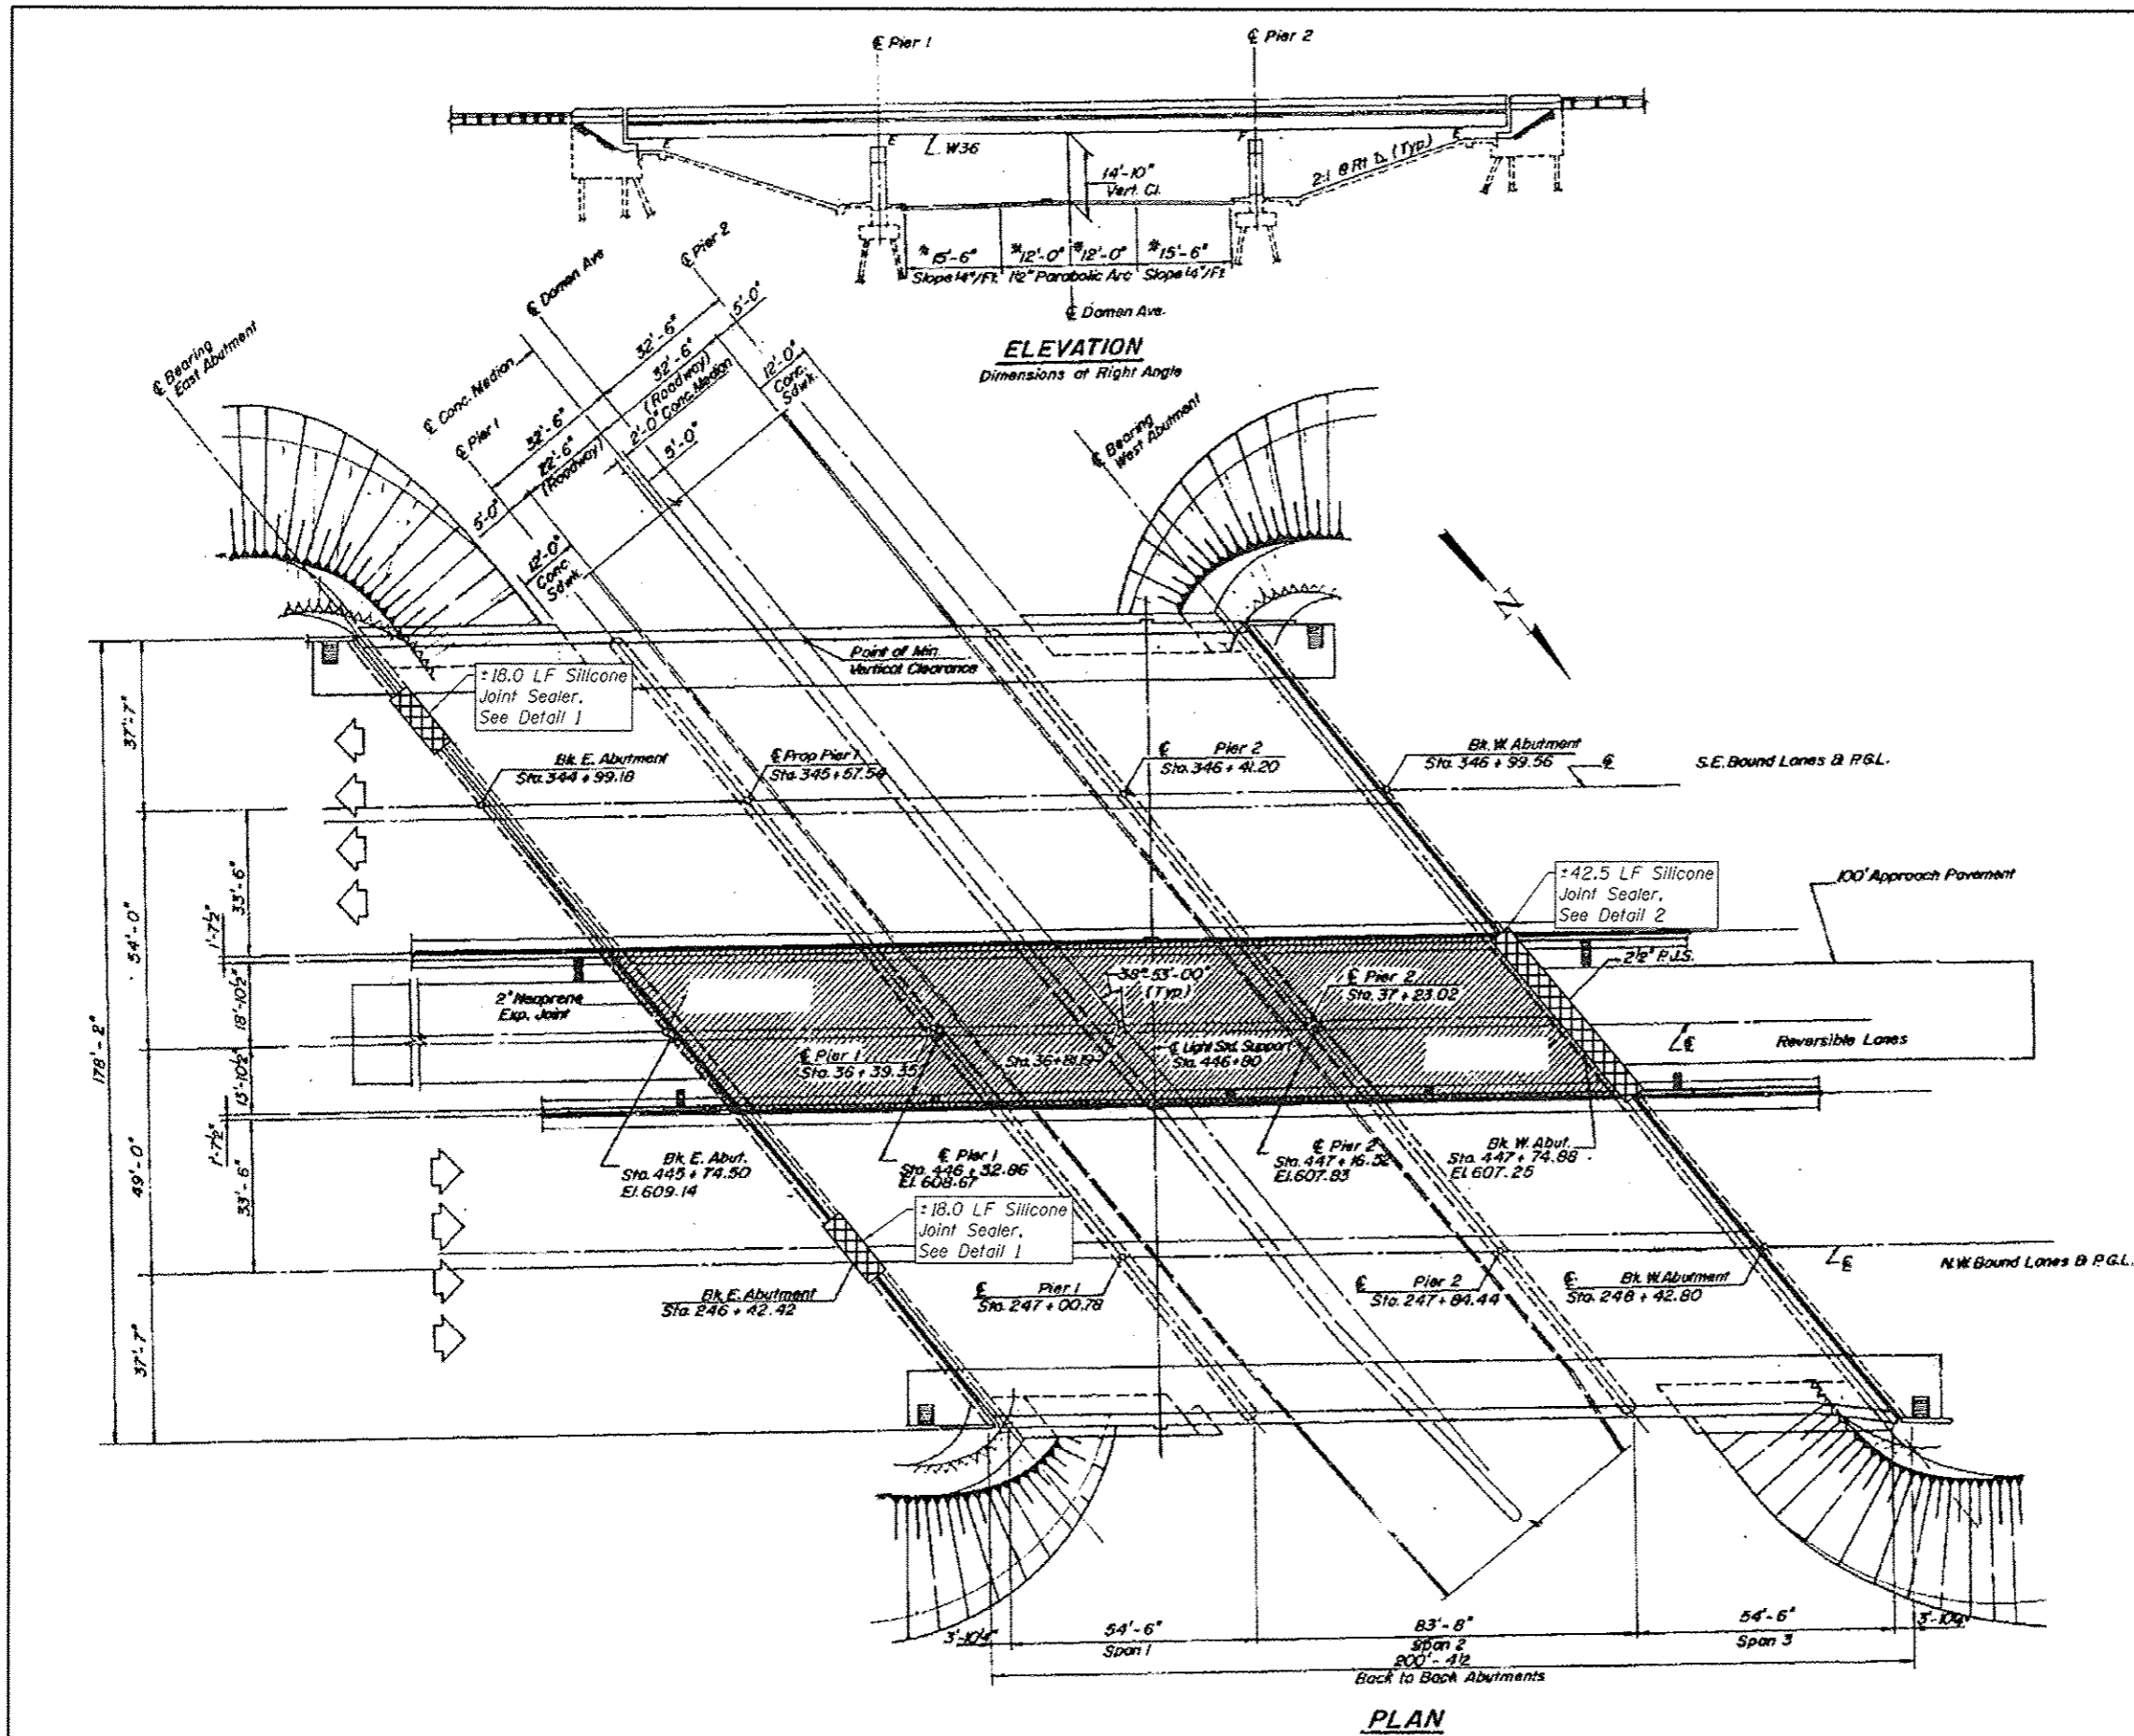 ℄ Pier 1
℄ Pier 2
W36
14'-10"
Vert. Cl.
2:1 @ Rt ∠ (Typ.)
*15'-6"
*12'-0"
*12'-0"
*15'-6"
Slope ¼"/Ft.
1½" Parabolic Arc
Slope ¼"/Ft
℄ Damen Ave.
ELEVATION
Dimensions at Right Angle
℄ Bearing
East Abutment
℄ Conc. Median
℄ Pier 1
℄ Damen Ave
℄ Pier 2
32'-6"
32'-6"
5'-0"
32'-6"
(Roadway)
(Roadway)
2'-0" Conc. Median
5'-0"
5'-0"
12'-0"
Conc.
Sdwk.
12'-0"
Conc.
Sdwk.
℄ Bearing
West Abutment
N
Point of Min.
Vertical Clearance
±18.0 LF Silicone
Joint Sealer,
See Detail 1
Bk. E. Abutment
Sta. 344 + 99.18
℄ Prop Pier 1
Sta. 345 + 57.54
℄ Pier 2
Sta. 346 + 41.20
Bk. W. Abutment
Sta. 346 + 99.56
℄
S.E. Bound Lanes & P.G.L.
±42.5 LF Silicone
Joint Sealer,
See Detail 2
100' Approach Pavement
2½" P.J.S.
2" Neoprene
Exp. Joint
38°-53'-00"
(Typ.)
℄ Pier 2
Sta. 37 + 23.02
℄ Pier 1
Sta. 36 + 39.35
Sta. 36+81.19
℄ Light Std. Support
Sta. 446+80
℄
Reversible Lanes
Bk. E. Abut.
Sta. 445 + 74.50
El. 609.14
℄ Pier 1
Sta. 446 + 32.86
El. 608.67
℄ Pier 2
Sta. 447 + 16.52
El. 607.83
Bk. W. Abut.
Sta. 447 + 74.88
El. 607.25
±18.0 LF Silicone
Joint Sealer,
See Detail 1
Bk. E. Abutment
Sta. 246 + 42.42
℄ Pier 1
Sta. 247 + 00.78
℄ Pier 2
Sta. 247 + 84.44
℄ Bk. W. Abutment
Sta. 248 + 42.80
℄
N.W. Bound Lanes & P.G.L.
178'-2"
37'-7"
54'-0"
49'-0"
37'-7"
33'-6"
1'-7½"
18'-10½"
13'-10½"
1'-7½"
33'-6"
3'-10¼"
54'-6"
Span 1
83'-8"
Span 2
54'-6"
Span 3
3'-10¼"
200'-4½
Back to Back Abutments
PLAN